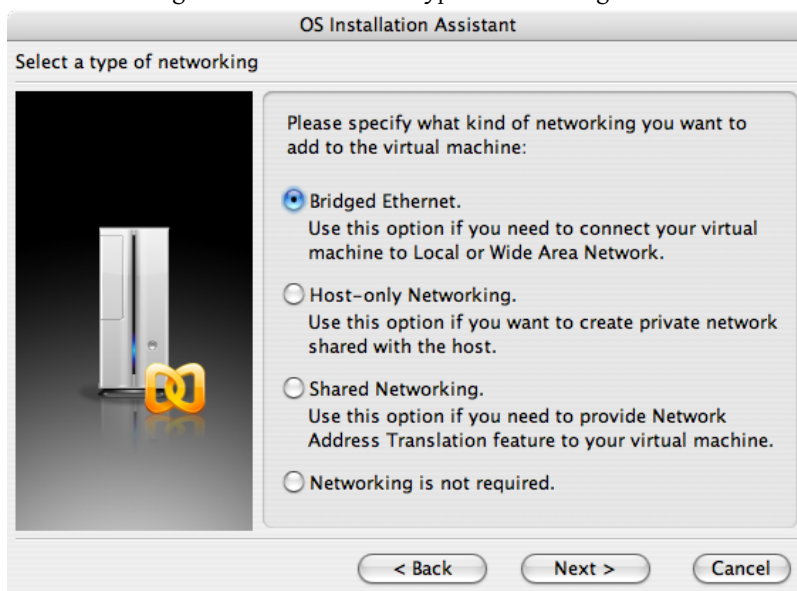 OS Installation Assistant
Select a type of networking
Please specify what kind of networking you want to
add to the virtual machine:
Bridged Ethernet.
Use this option if you need to connect your virtual
machine to Local or Wide Area Network.
Host-only Networking.
Use this option if you want to create private network
shared with the host.
Shared Networking.
Use this option if you need to provide Network
Address Translation feature to your virtual machine.
Networking is not required.
< Back
Next >
Cancel